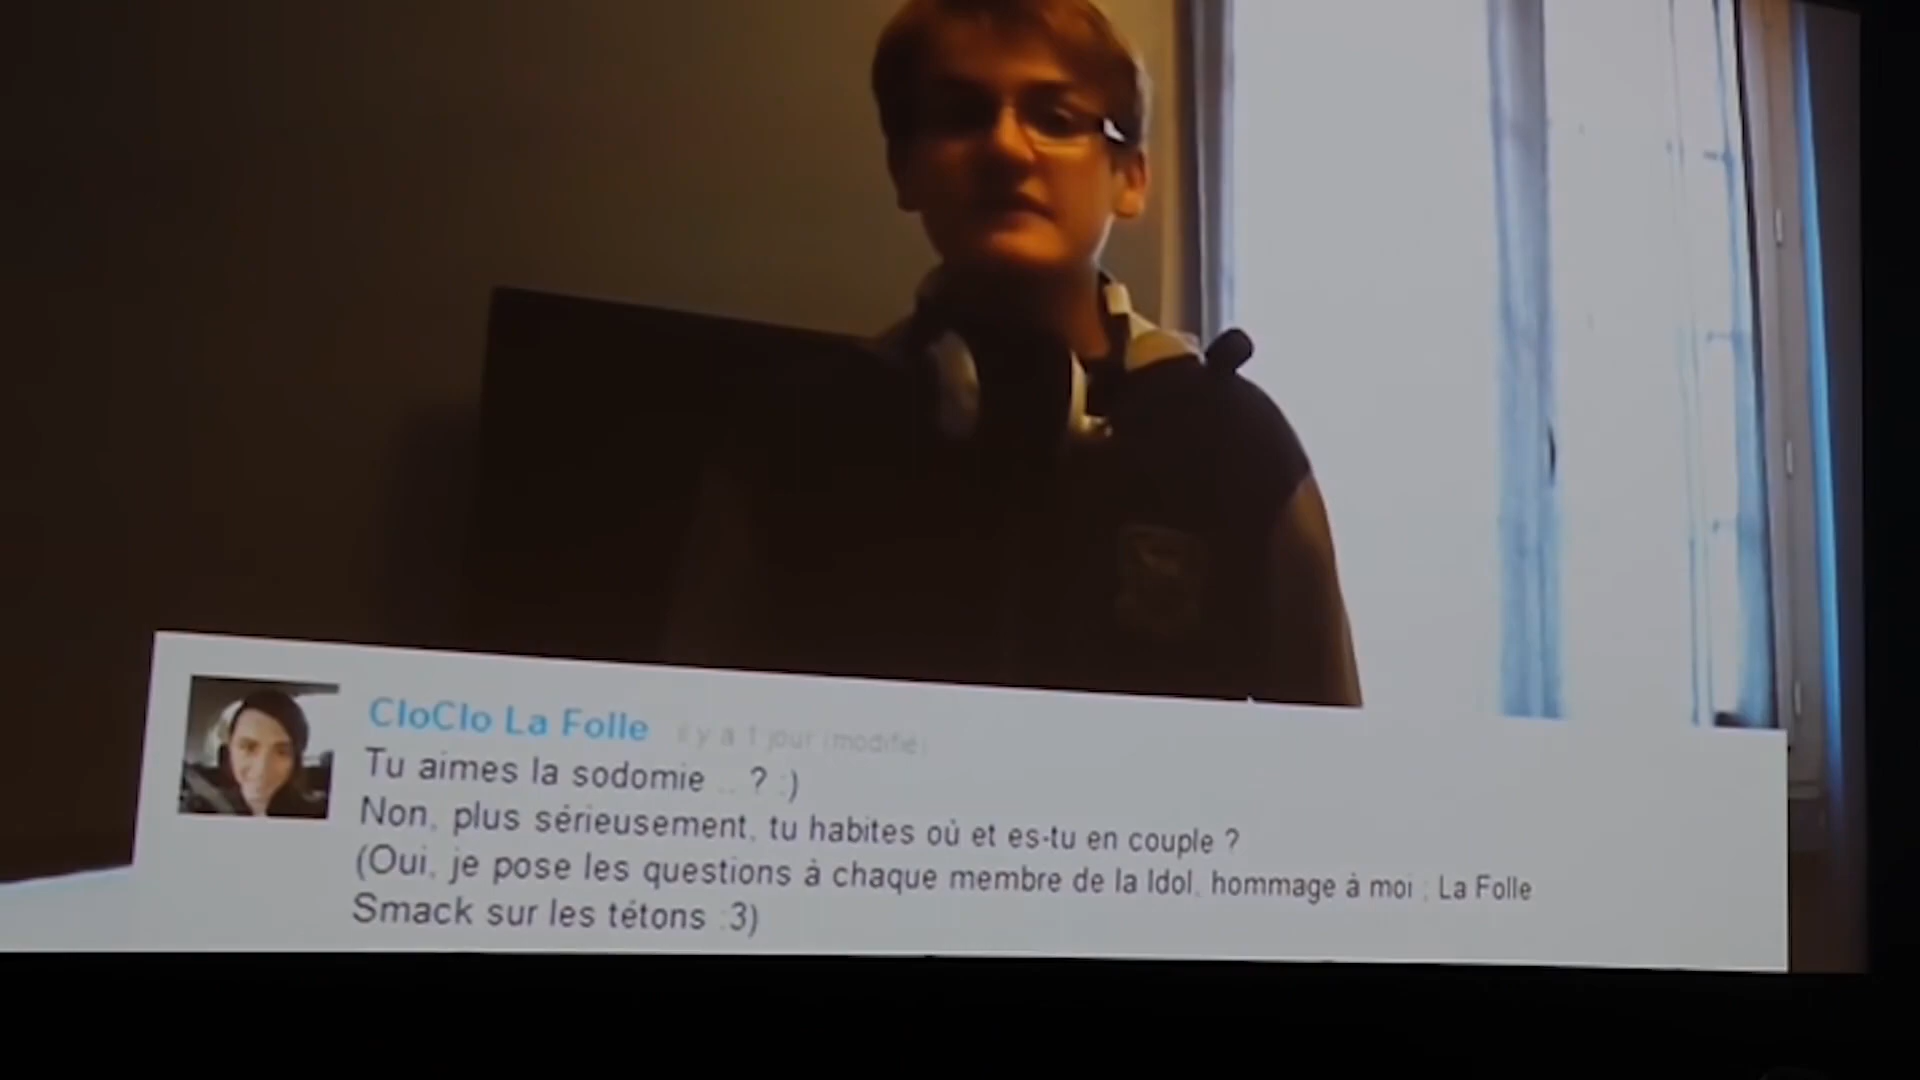 CloClo La Folle il y a 1 jour (modifié)
Tu aimes la sodomie ... ? :)
Non, plus sérieusement, tu habites où et es-tu en couple ?
(Oui, je pose les questions à chaque membre de la Idol, hommage à moi ; La Folle
Smack sur les tétons :3)